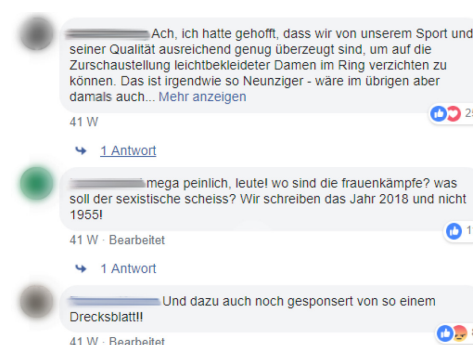 Ach, ich hatte gehofft, dass wir von unserem Sport und
seiner Qualität ausreichend genug überzeugt sind, um auf die
Zurschaustellung leichtbekleideter Damen im Ring verzichten zu
können. Das ist irgendwie so Neunziger - wäre im übrigen aber
damals auch... Mehr anzeigen
41 W
1 Antwort
mega peinlich, leute! wo sind die frauenkämpfe? was
soll der sexistische scheiss? Wir schreiben das Jahr 2018 und nicht
1955!
41 W · Bearbeitet
1 Antwort
Und dazu auch noch gesponsert von so einem
Drecksblatt!!
41 W · Bearbeitet